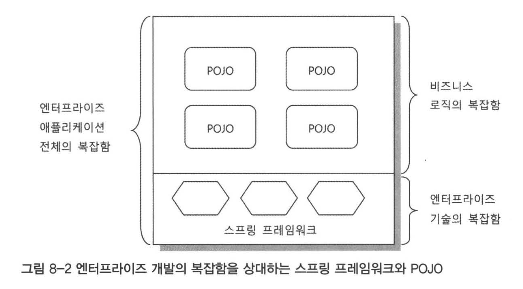 POJO
POJO
POJO
POJO
엔터프라이즈
애플리케이션
전체의 복잡함
비즈니스
로직의 복잡함
엔터프라이즈
기술의 복잡함
스프링 프레임워크
그림 8-2 엔터프라이즈 개발의 복잡함을 상대하는 스프링 프레임워크와 POJO